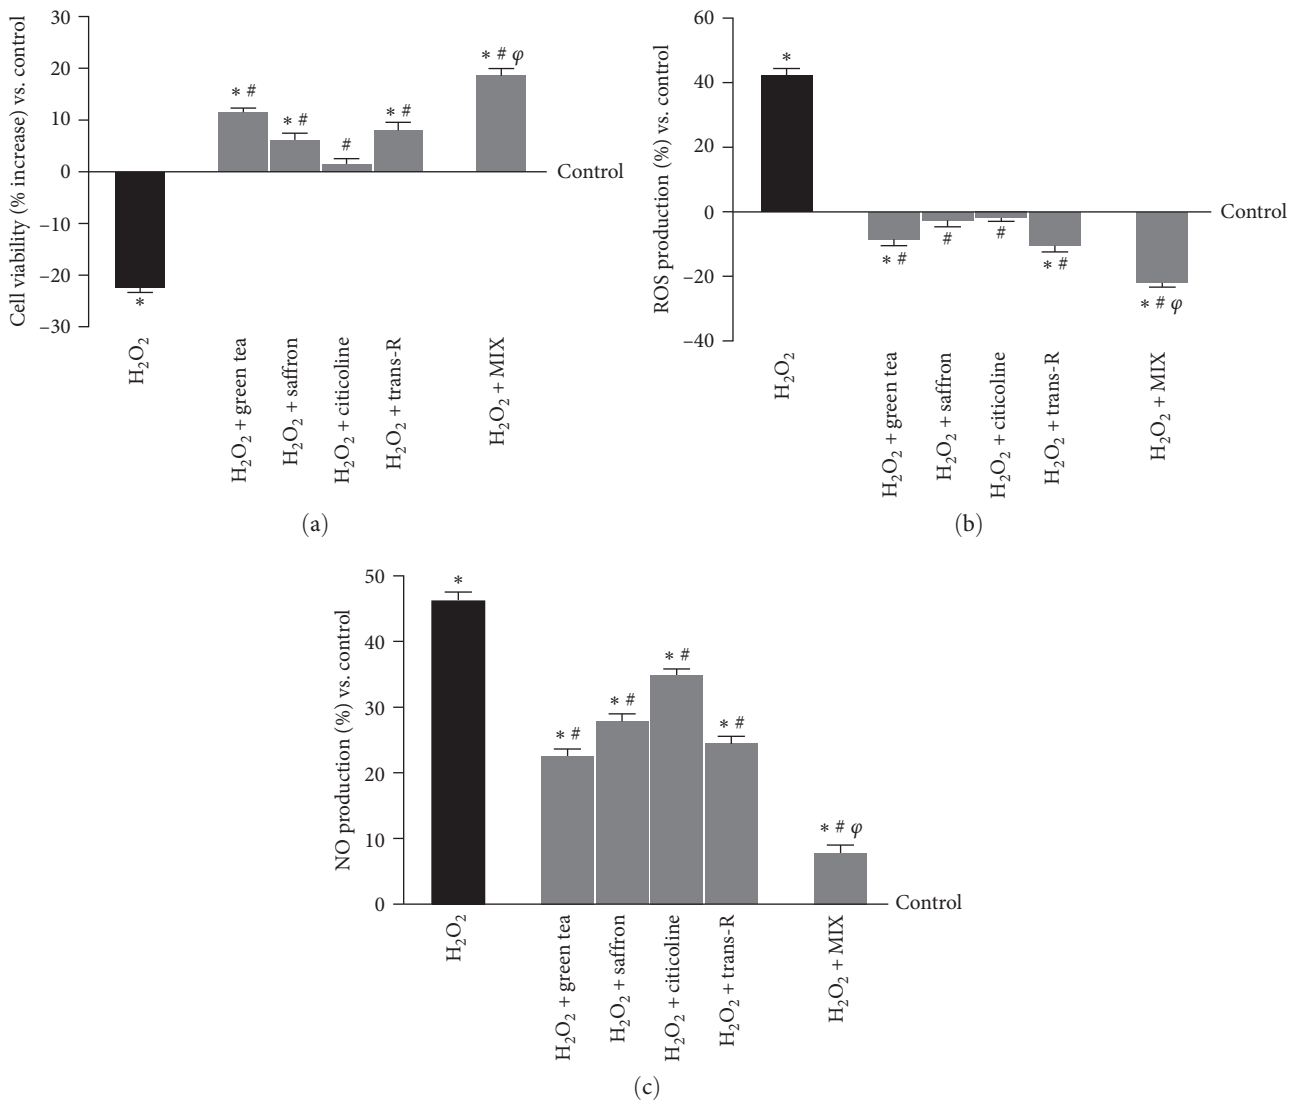 Cell viability (% increase) vs. control
30
20
10
0
−10
−20
−30
*
* #
* #
#
* #
* # φ
Control
H₂O₂
H₂O₂ + green tea
H₂O₂ + saffron
H₂O₂ + citicoline
H₂O₂ + trans-R
H₂O₂ + MIX
(a)
ROS production (%) vs. control
60
40
20
0
−20
−40
*
* #
#
#
* #
* # φ
Control
H₂O₂
H₂O₂ + green tea
H₂O₂ + saffron
H₂O₂ + citicoline
H₂O₂ + trans-R
H₂O₂ + MIX
(b)
NO production (%) vs. control
50
40
30
20
10
0
*
* #
* #
* #
* #
* # φ
Control
H₂O₂
H₂O₂ + green tea
H₂O₂ + saffron
H₂O₂ + citicoline
H₂O₂ + trans-R
H₂O₂ + MIX
(c)